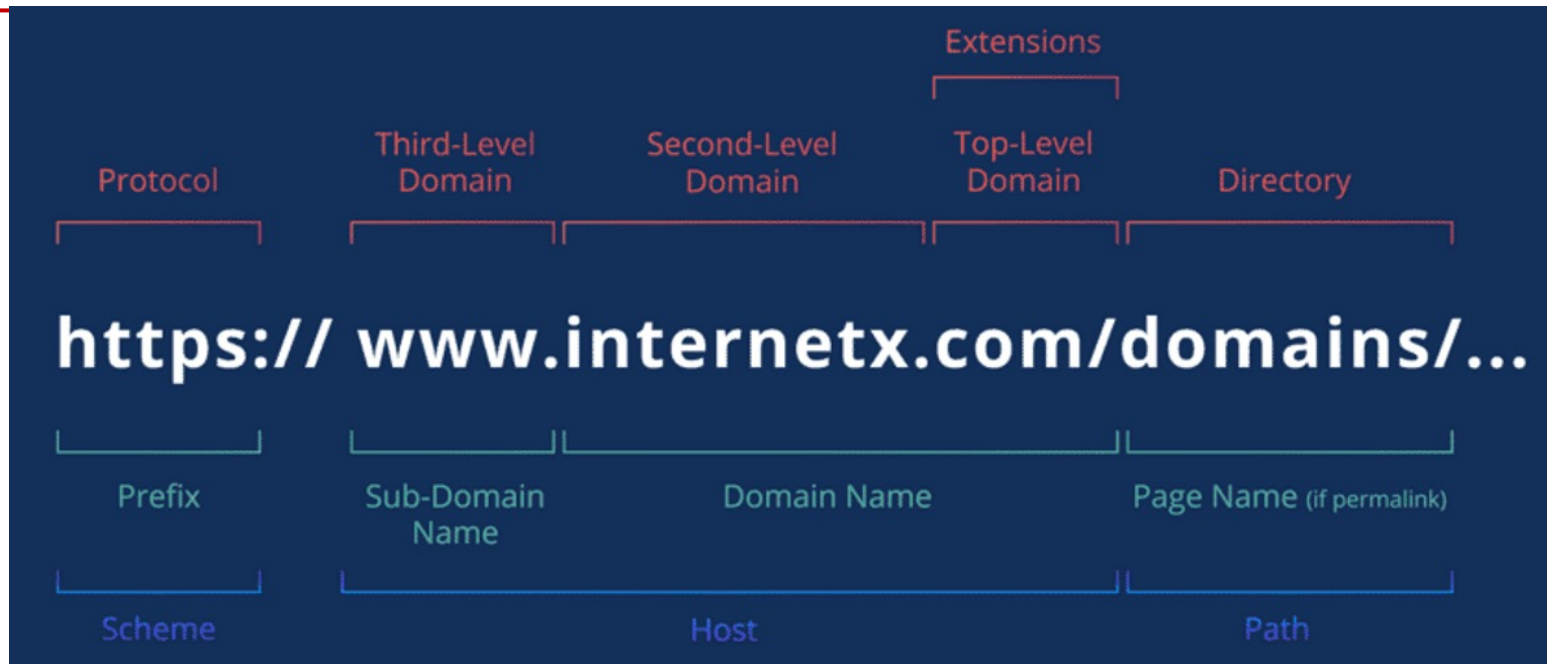 Extensions
Third-Level Second-Level Top-Level
Protocol Domain Domain Domain Directory
https:// www.internetx.com/domains/...
Prefix Sub-Domain Domain Name Page Name (if permalink)
Name
Scheme Host Path